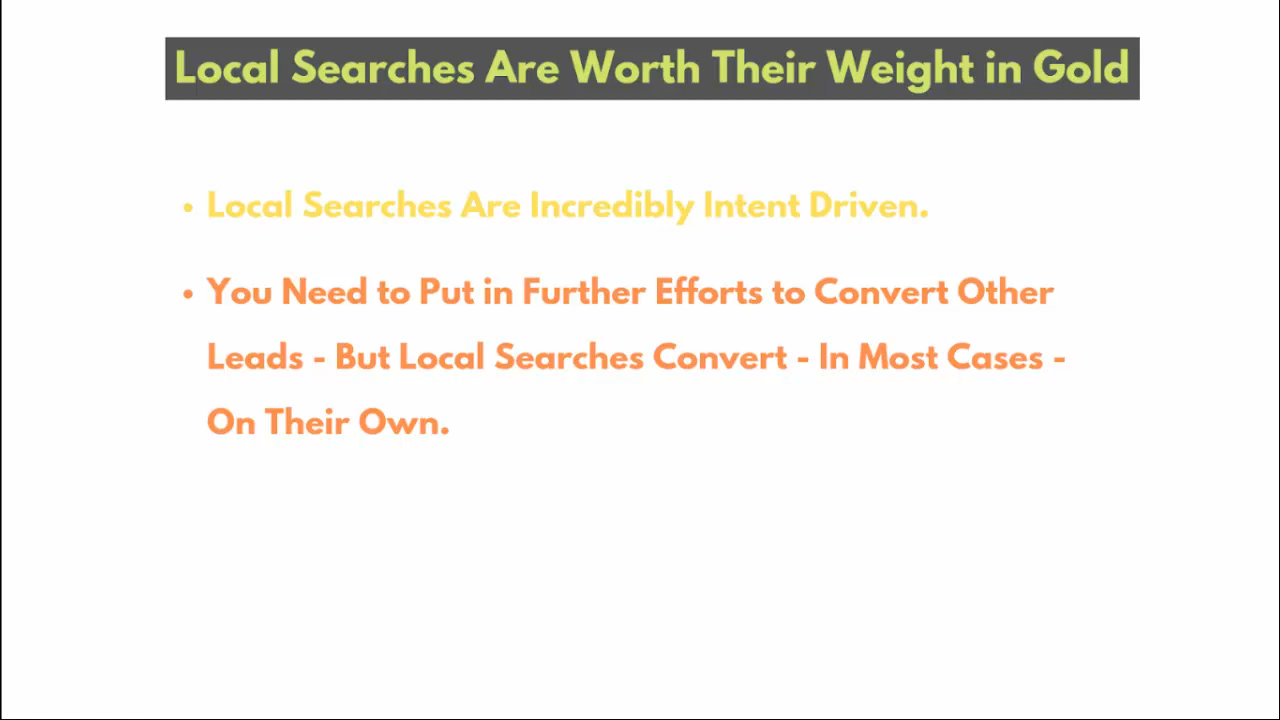 Local Searches Are Worth Their Weight in Gold
• Local Searches Are Incredibly Intent Driven.
• You Need to Put in Further Efforts to Convert Other
Leads - But Local Searches Convert - In Most Cases -
On Their Own.